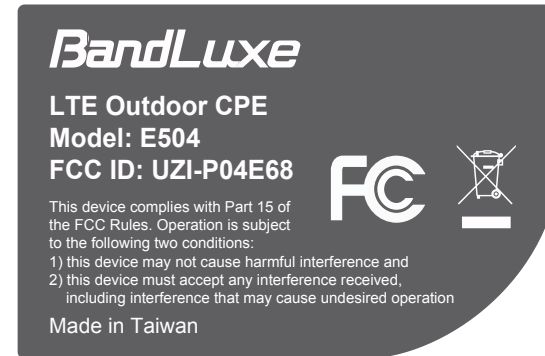 BandLuxe
LTE Outdoor CPE
Model: E504
FCC ID: UZI-P04E68
FC
This device complies with Part 15 of
the FCC Rules. Operation is subject
to the following two conditions:
1) this device may not cause harmful interference and
2) this device must accept any interference received,
including interference that may cause undesired operation
Made in Taiwan